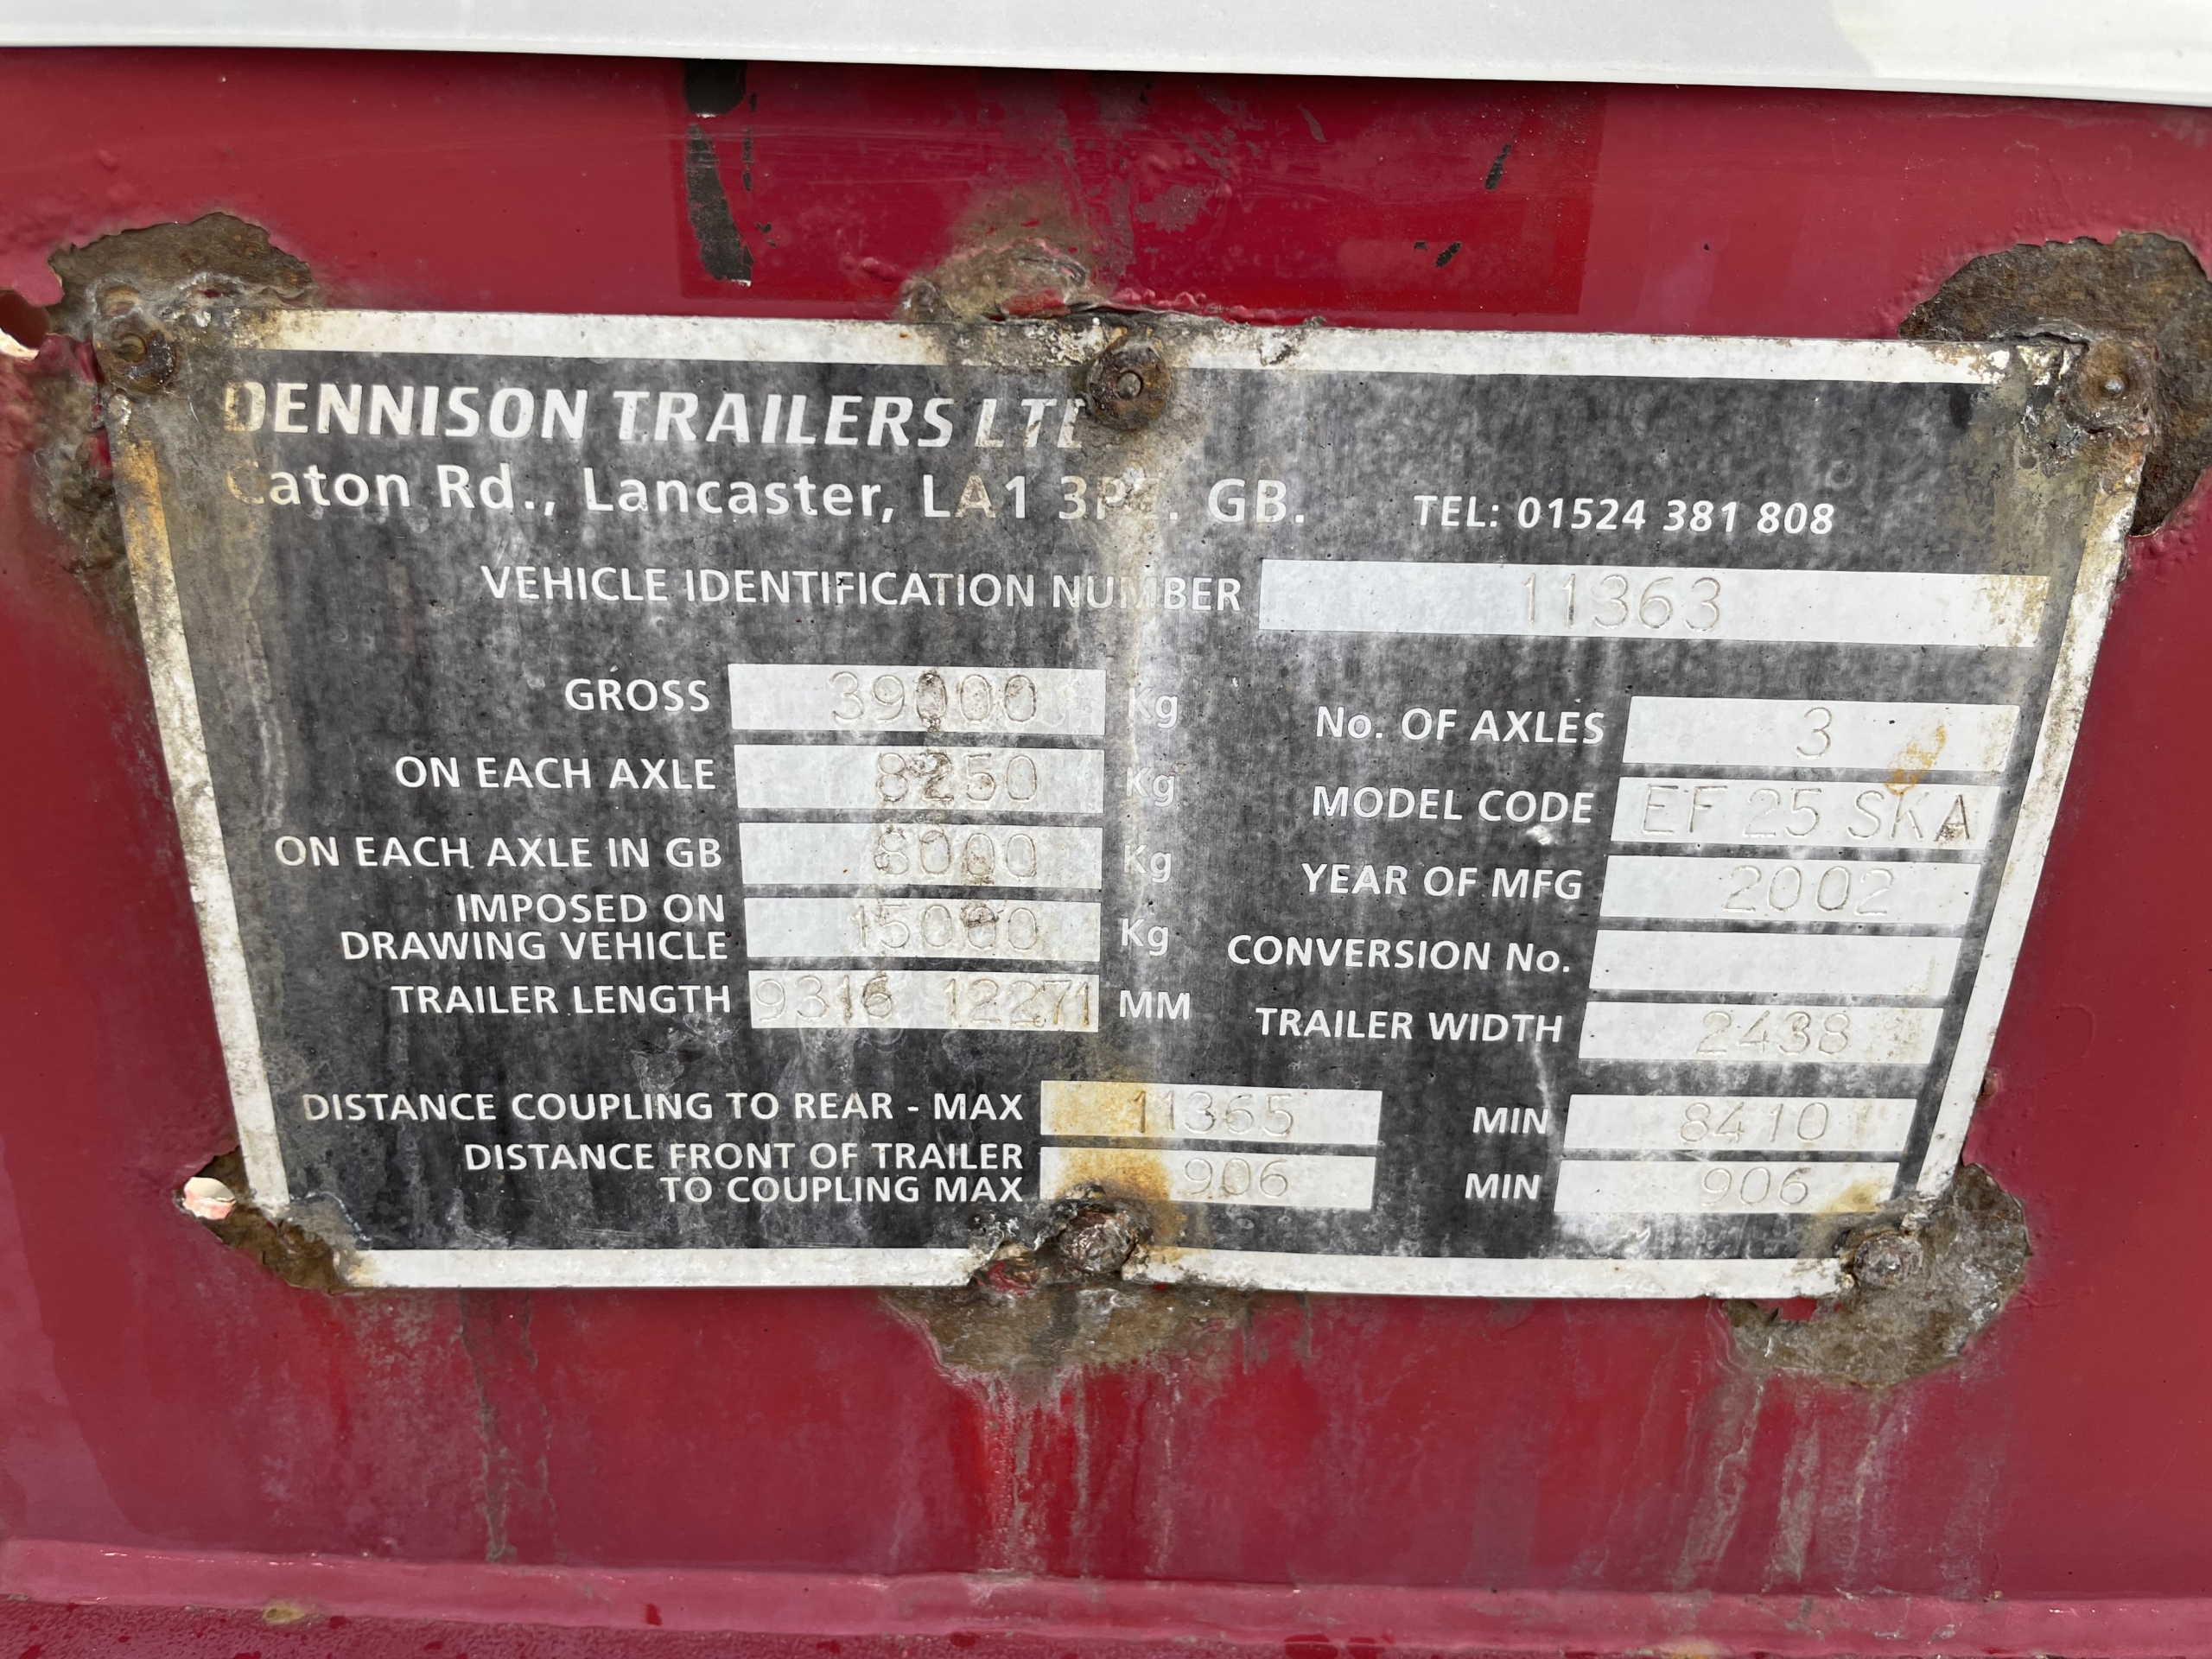 DENNISON TRAILERS LTD
Caton Rd., Lancaster, LA1 GB. TEL: 01524 381 808
VEHICLE IDENTIFICATION NUMBER 11363
GROSS 39000 Kg
ON EACH AXLE 8250 Kg
ON EACH AXLE IN GB 8000 Kg
IMPOSED ON
DRAWING VEHICLE 15000 Kg
TRAILER LENGTH 9316 12271 MM
No. OF AXLES 3
MODEL CODE EF 25 SKA
YEAR OF MFG 2002
CONVERSION No.
TRAILER WIDTH 2438
DISTANCE COUPLING TO REAR - MAX 11365 MIN 8410
DISTANCE FRONT OF TRAILER
TO COUPLING MAX 906 MIN 906